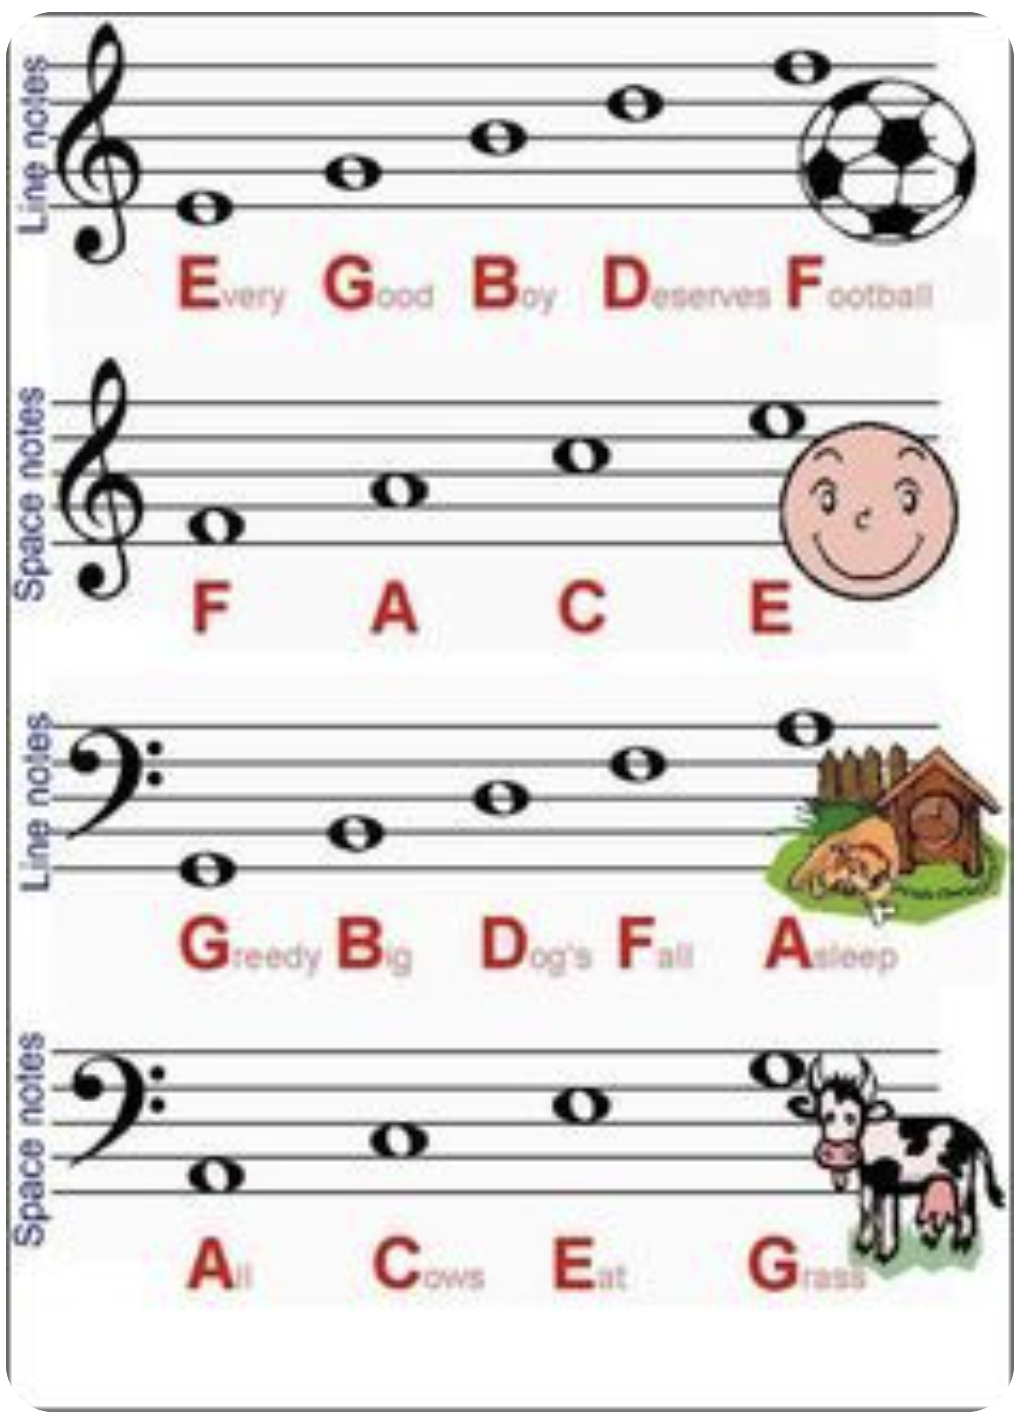 Line notes
Every Good Boy Deserves Football
Space notes
F A C E
Line notes
Greedy Big Dog's Fall Asleep
Space notes
All Cows Eat Grass